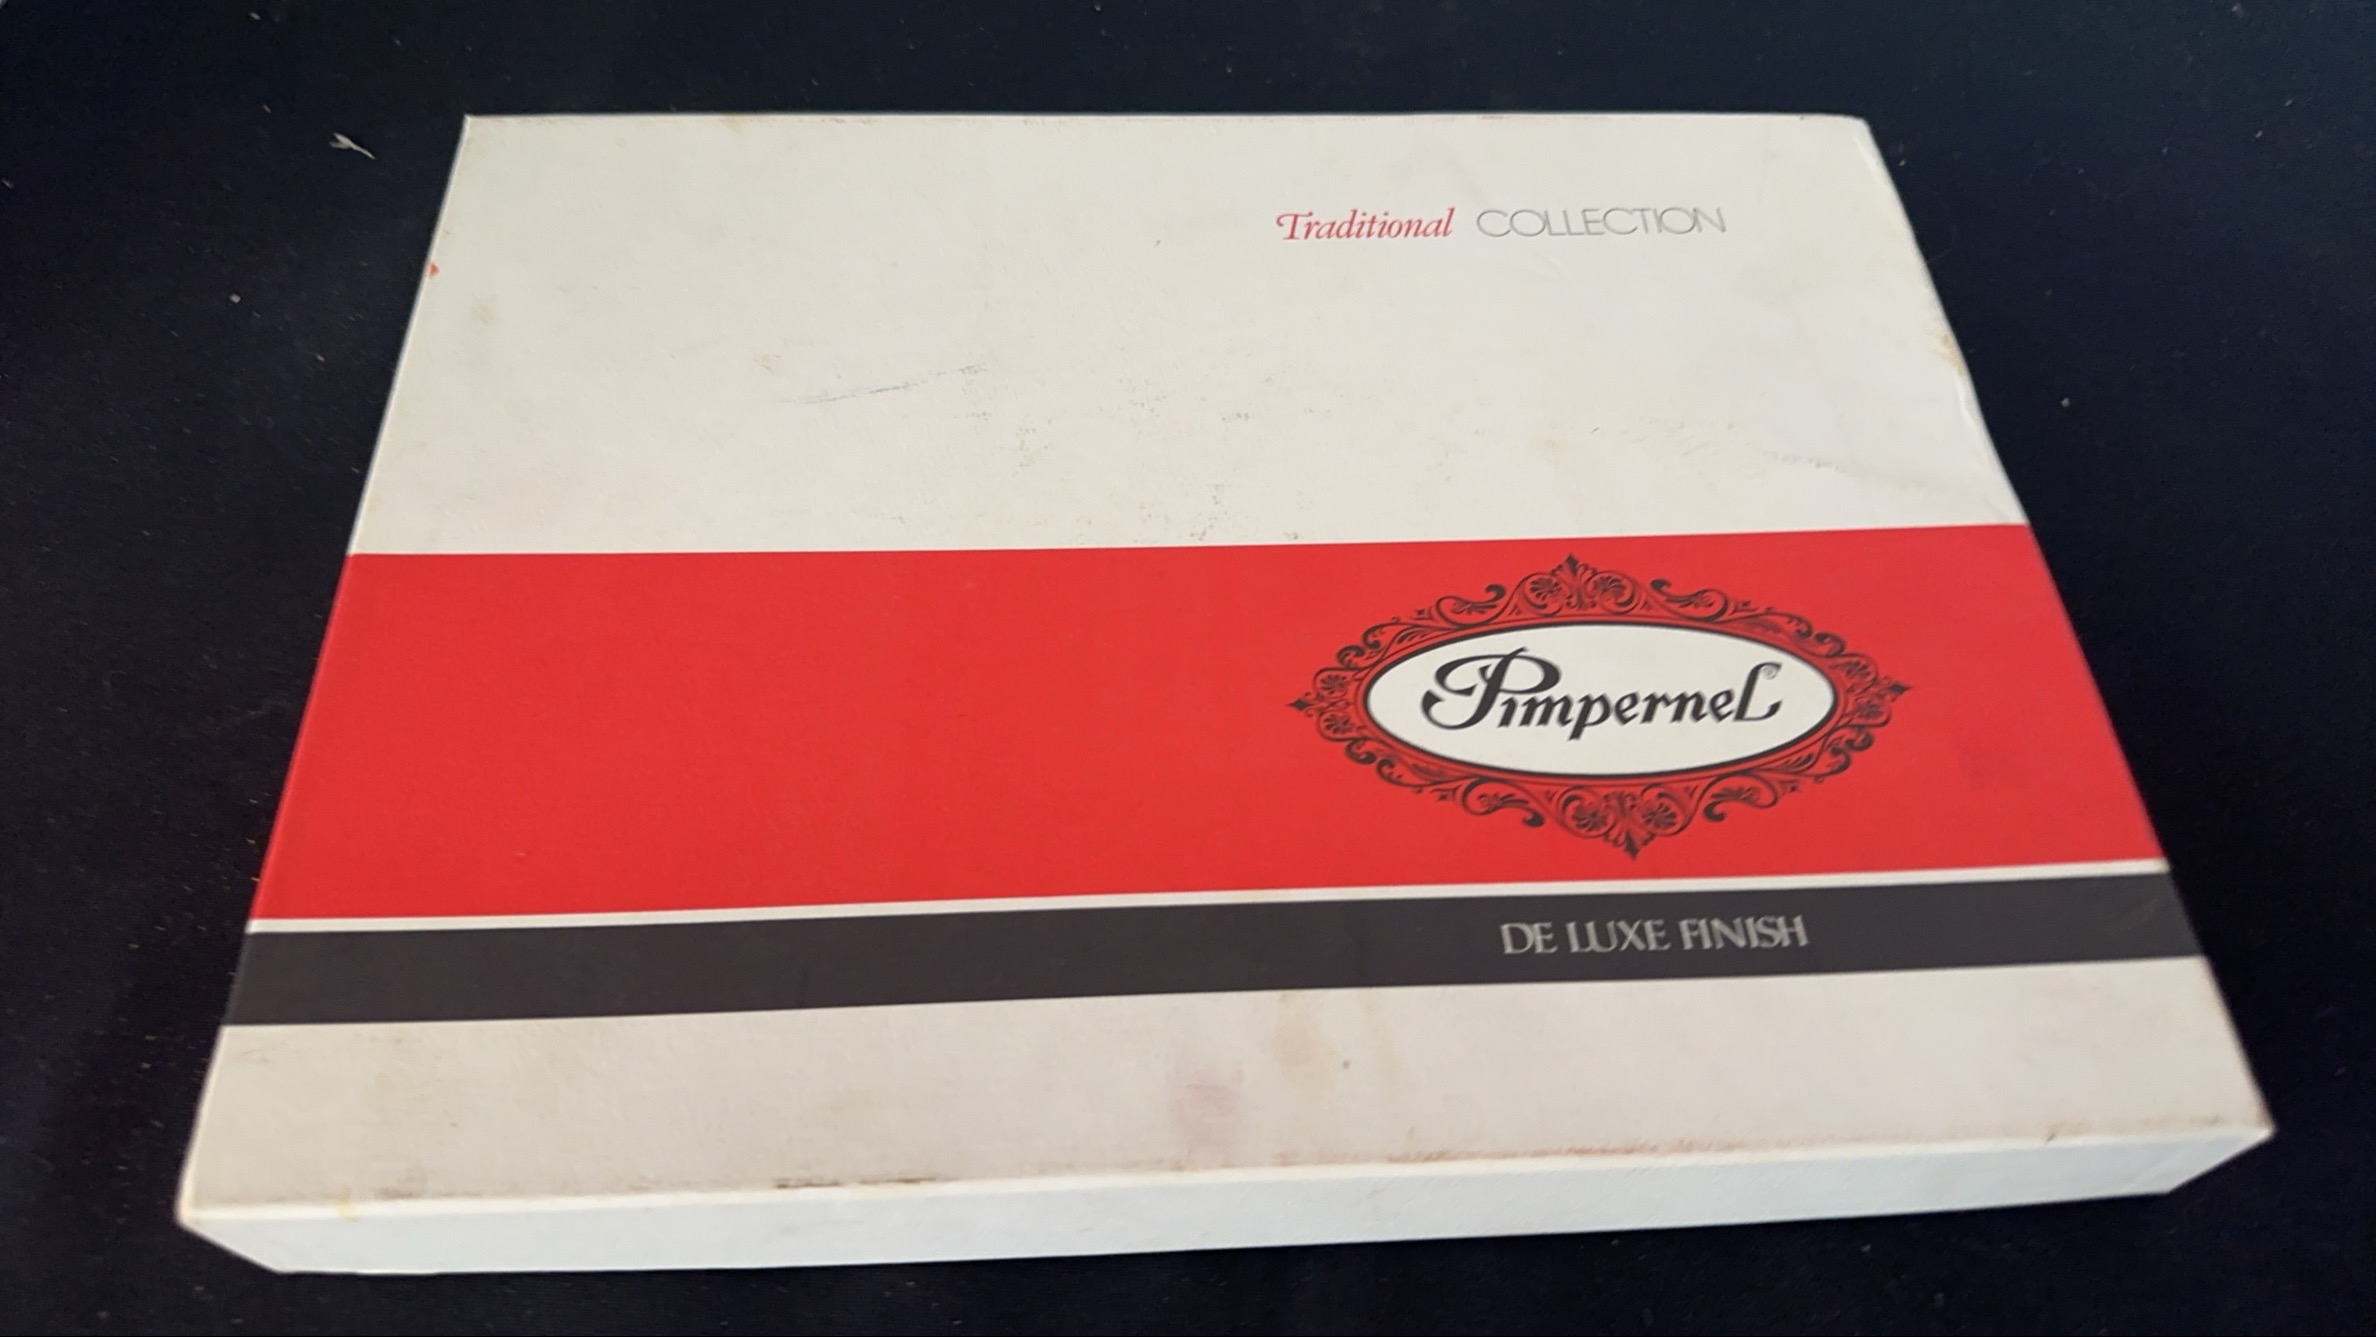 Traditional COLLECTION
Pimpernel
DE LUXE FINISH